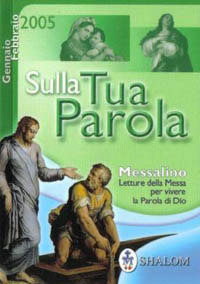 Gennaio
Febbraio
2005
Sulla Tua
Parola
Messalino
Letture della Messa
per vivere
la Parola di Dio
SHALOM